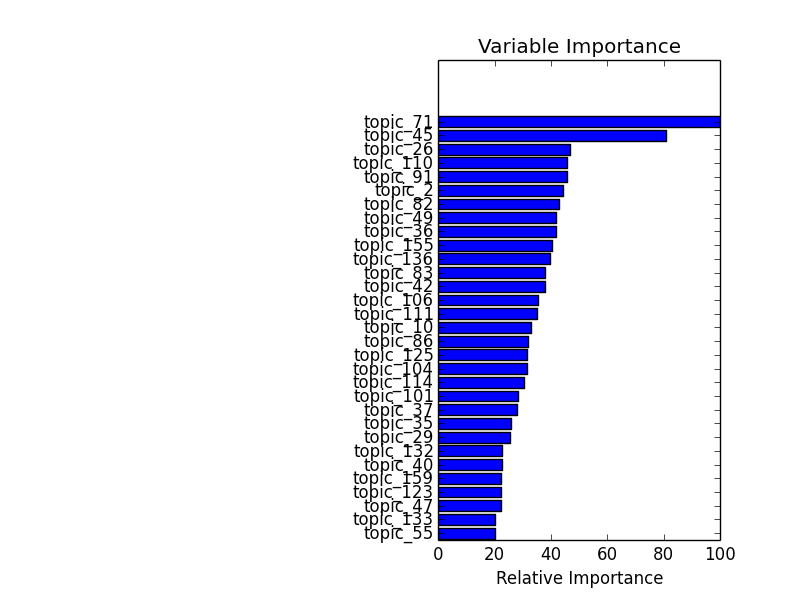 Variable Importance
topic_71
topic_45
topic_26
topic_110
topic_91
topic_2
topic_82
topic_49
topic_36
topic_155
topic_136
topic_83
topic_42
topic_106
topic_111
topic_10
topic_86
topic_125
topic_104
topic_114
topic_101
topic_37
topic_35
topic_29
topic_132
topic_40
topic_159
topic_123
topic_47
topic_133
topic_55
0 20 40 60 80 100
Relative Importance